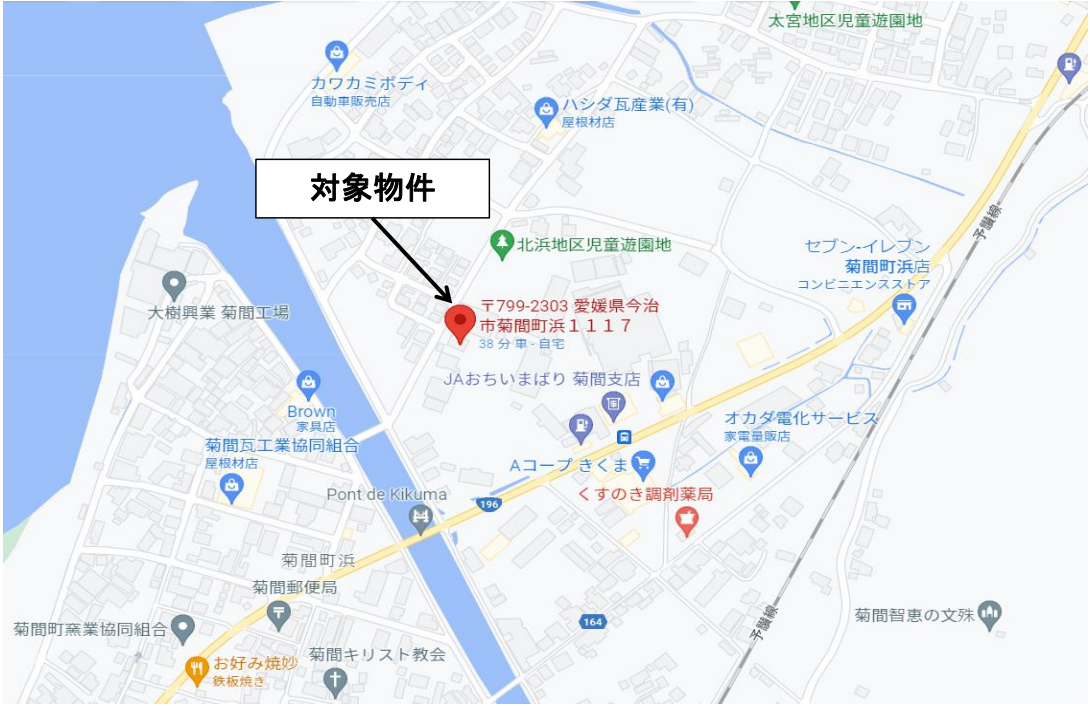 太宮地区児童遊園地
カワカミボディ
自動車販売店
ハシダ瓦産業(有)
屋根材店
対象物件
北浜地区児童遊園地
予讃線
セブン-イレブン
菊間町浜店
コンビニエンスストア
大樹興業 菊間工場
〒799-2303 愛媛県今治
市菊間町浜1117
38 分 車 - 自宅
JAおちいまばり 菊間支店
Brown
家具店
オカダ電化サービス
家電量販店
菊間瓦工業協同組合
屋根材店
Aコープ きくま
Pont de Kikuma
196
くすのき調剤薬局
菊間町浜
菊間郵便局
164
予讃線
菊間智恵の文殊
菊間町窯業協同組合
菊間キリスト教会
お好み焼妙
鉄板焼き